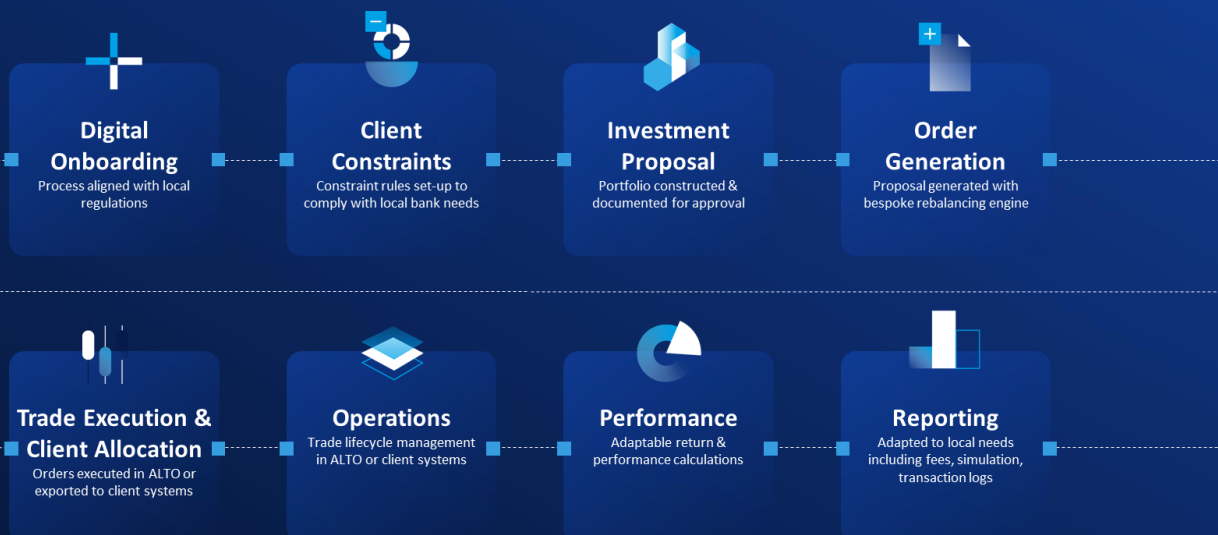 Digital
Onboarding
Process aligned with local
regulations
Client
Constraints
Constraint rules set-up to
comply with local bank needs
Investment
Proposal
Portfolio constructed &
documented for approval
Order
Generation
Proposal generated with
bespoke rebalancing engine
Trade Execution &
Client Allocation
Orders executed in ALTO or
exported to client systems
Operations
Trade lifecycle management
in ALTO or client systems
Performance
Adaptable return &
performance calculations
Reporting
Adapted to local needs
including fees, simulation,
transaction logs